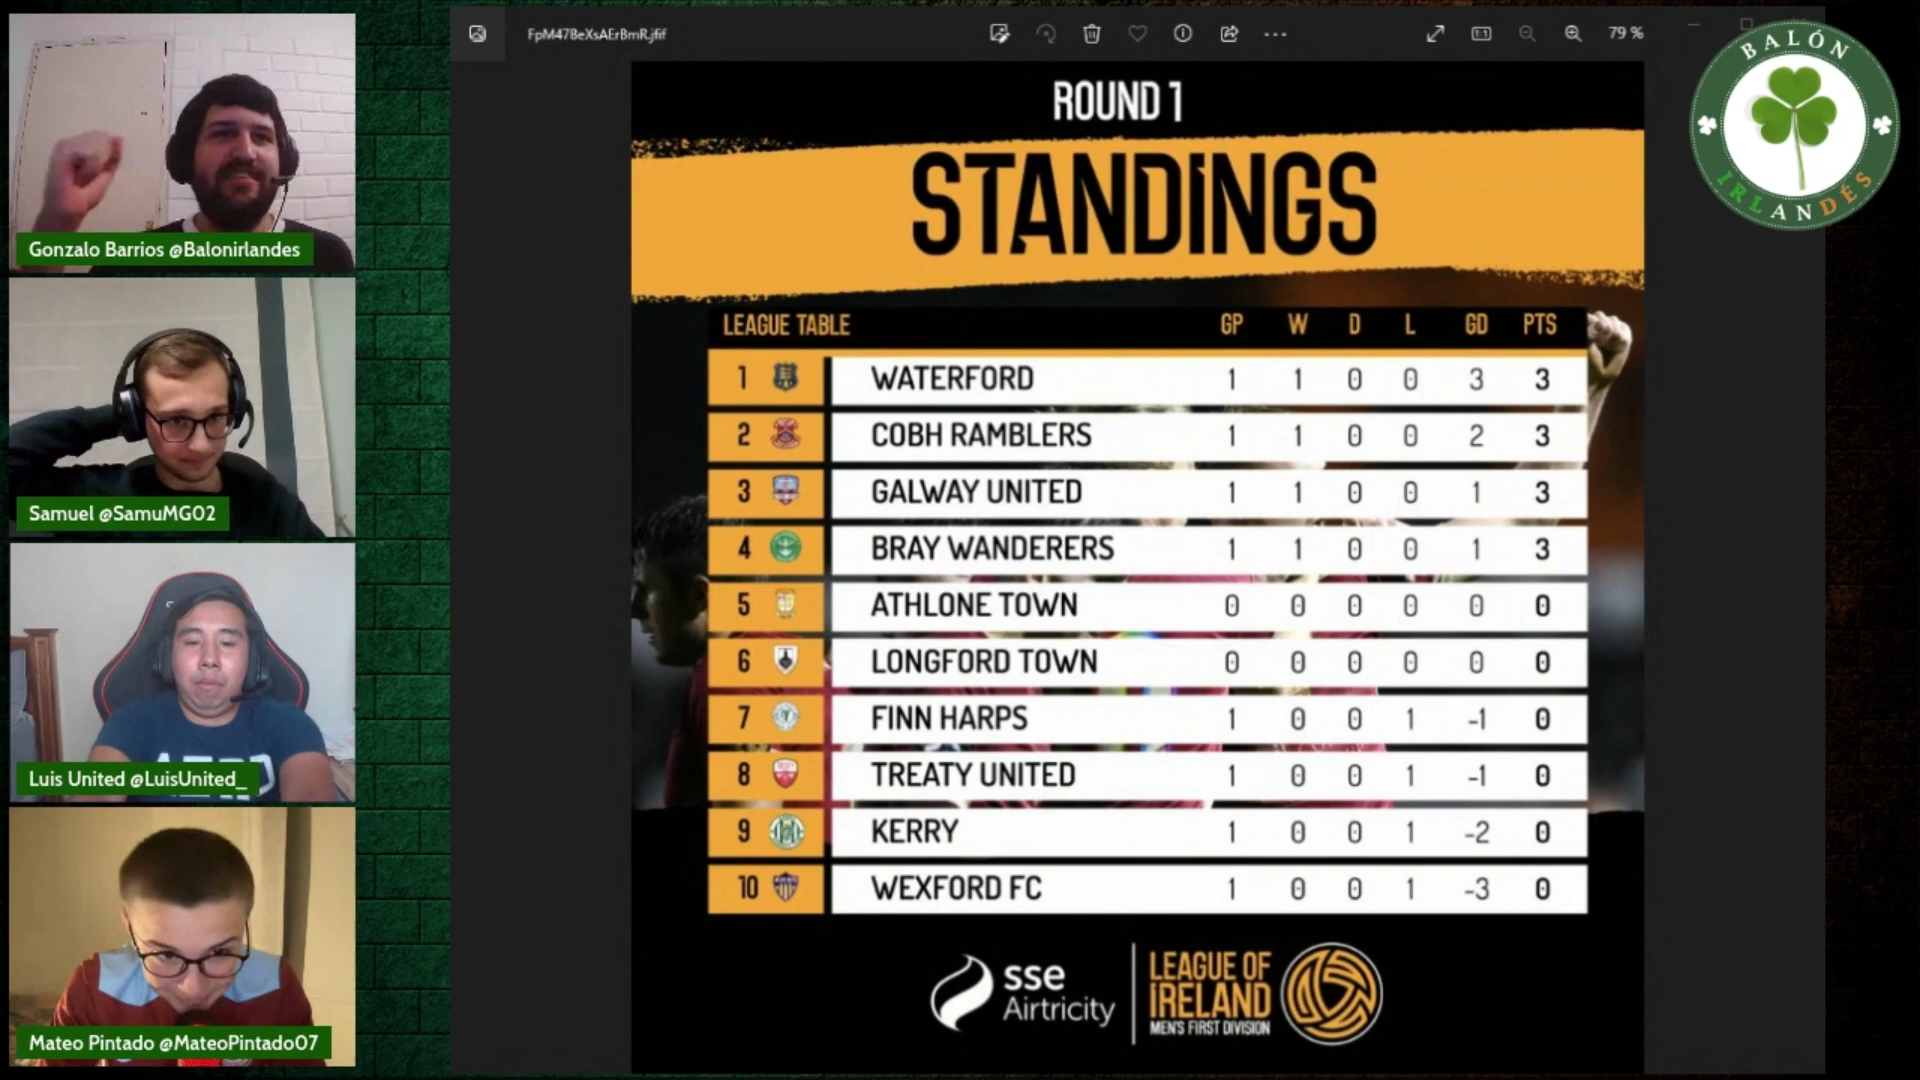 FpM47BeXsAErBmR.jfif
79 %
BALÓN
IRLANDÉS
ROUND 1
STANDINGS
LEAGUE TABLE GP W D L GD PTS
1 WATERFORD 1 1 0 0 3 3
2 COBH RAMBLERS 1 1 0 0 2 3
3 GALWAY UNITED 1 1 0 0 1 3
4 BRAY WANDERERS 1 1 0 0 1 3
5 ATHLONE TOWN 0 0 0 0 0 0
6 LONGFORD TOWN 0 0 0 0 0 0
7 FINN HARPS 1 0 0 1 -1 0
8 TREATY UNITED 1 0 0 1 -1 0
9 KERRY 1 0 0 1 -2 0
10 WEXFORD FC 1 0 0 1 -3 0
sse
Airtricity
LEAGUE OF
IRELAND
MEN'S FIRST DIVISION
Gonzalo Barrios @Balonirlandes
Samuel @SamuMG02
Luis United @LuisUnited_
Mateo Pintado @MateoPintado07